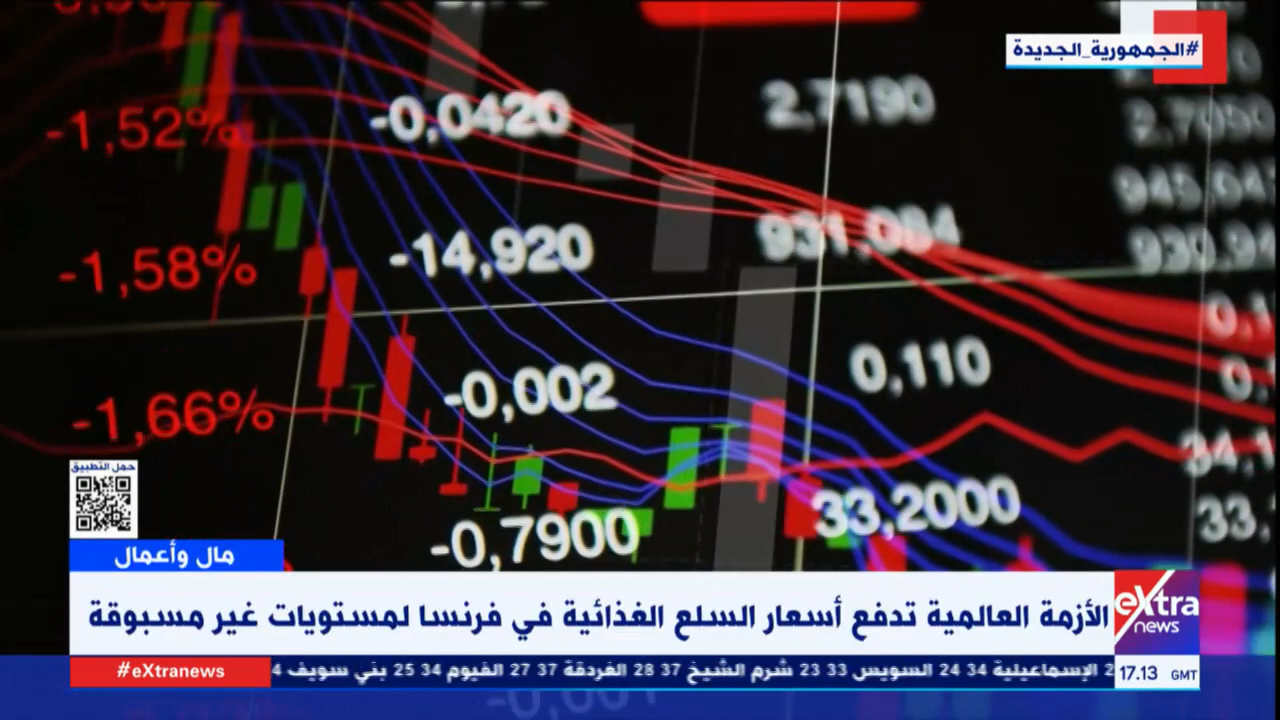 #الجمهورية_الجديدة
-1,52%
-0,0420
2,7190
-1,58%
-14,920
931,084
-1,66%
-0,002
0,110
-0,7900
33,2000
حمل التطبيق
مال وأعمال
الأزمة العالمية تدفع أسعار السلع الغذائية في فرنسا لمستويات غير مسبوقة
eXtra news
#eXtranews
الإسماعيلية 34 24 السويس 33 23 شرم الشيخ 37 28 الغردقة 37 27 الفيوم 34 25 بني سويف
17.13 GMT